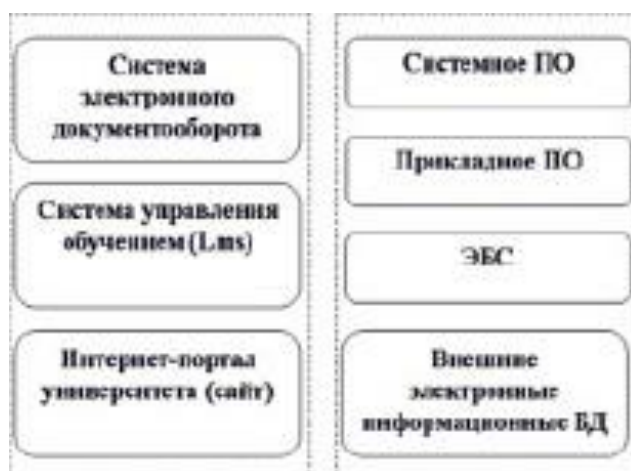 Система
электронного
документооборота
Система управления
обучением (Lms)
Интернет-портал
университета (сайт)
Системное ПО
Прикладное ПО
ЭБС
Внешние
электронные
информационные БД